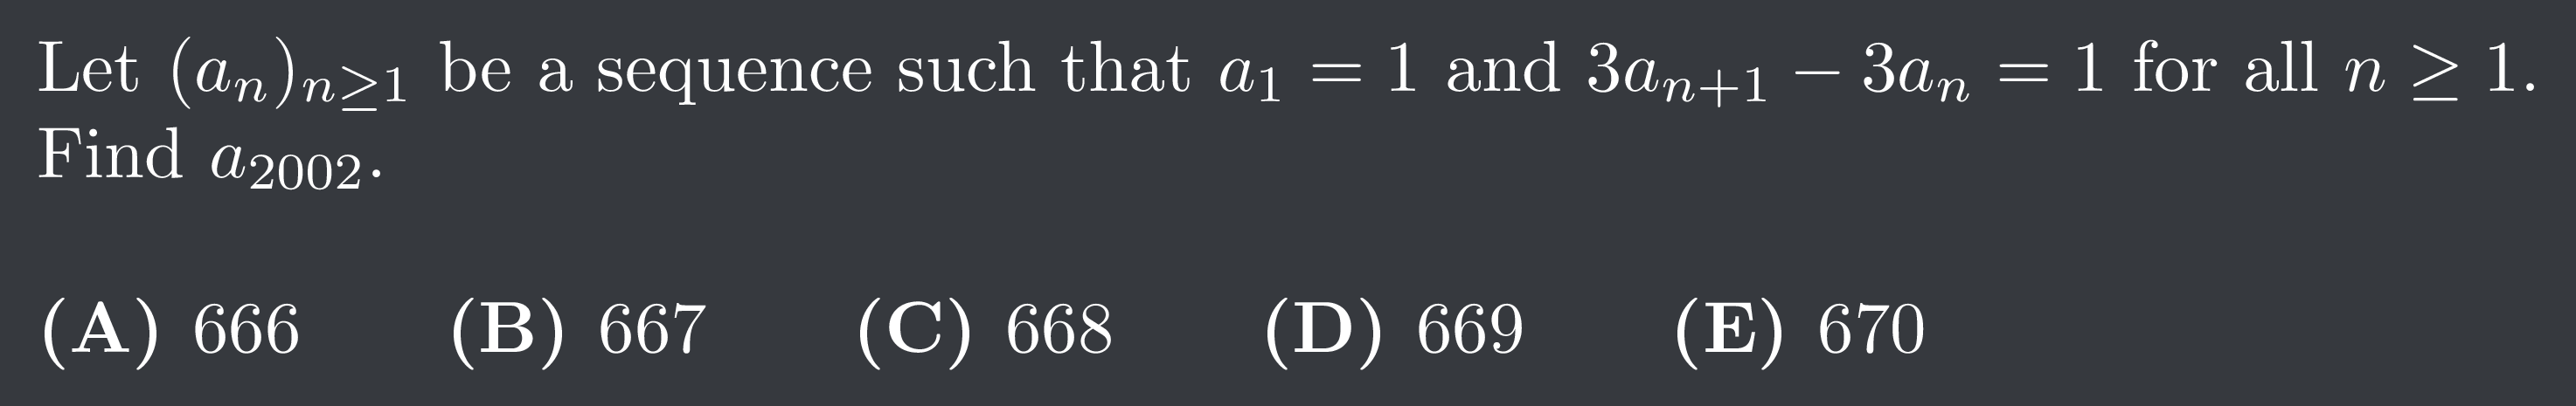 Let $(a_n)_{n \geq 1}$ be a sequence such that $a_1 = 1$ and $3a_{n+1} - 3a_n = 1$ for all $n \geq 1$.
Find $a_{2002}$.
(A) 666 (B) 667 (C) 668 (D) 669 (E) 670